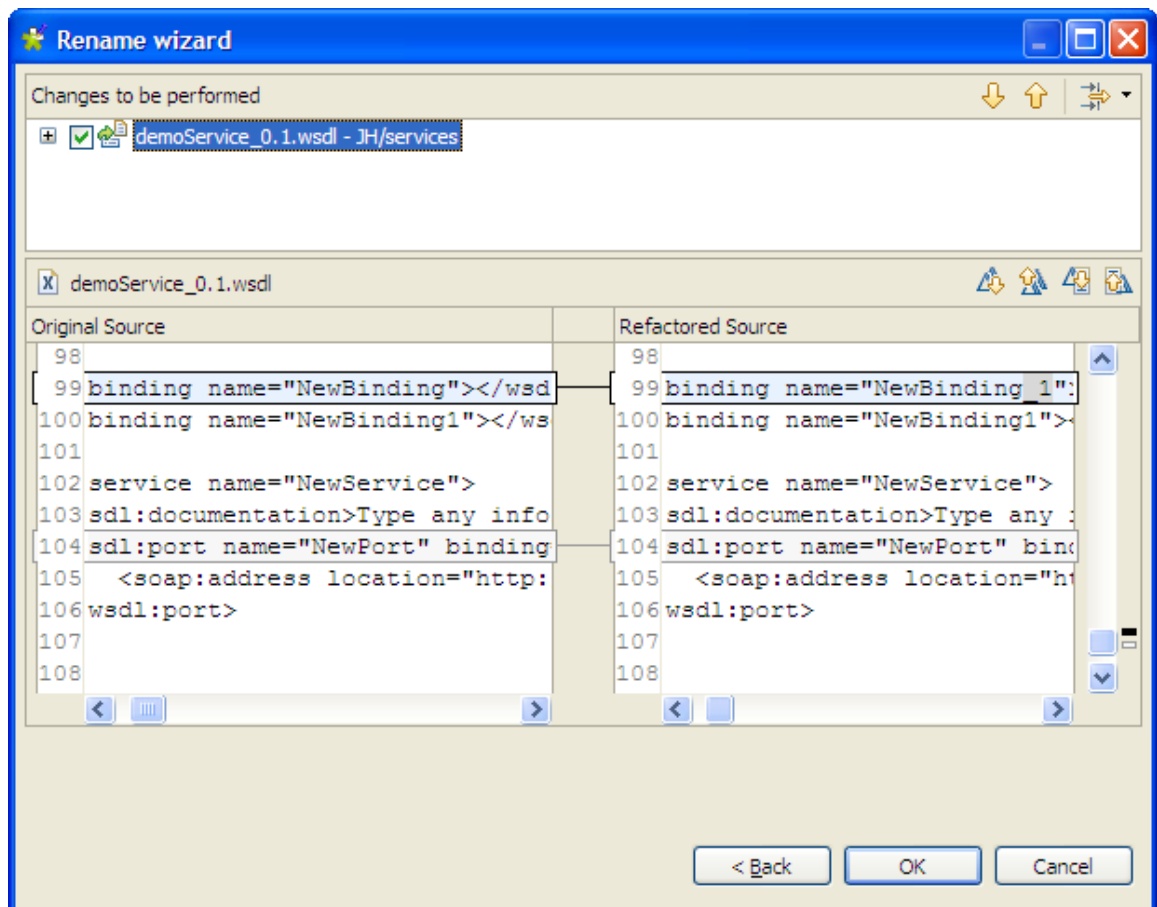 Rename wizard
Changes to be performed
demoService_0.1.wsdl - JH/services
demoService_0.1.wsdl
Original Source
98
99 binding name="NewBinding"></wsd
100 binding name="NewBinding1"></ws
101
102 service name="NewService">
103 sdl:documentation>Type any info
104 sdl:port name="NewPort" binding
105 <soap:address location="http:
106 wsdl:port>
107
108
Refactored Source
98
99 binding name="NewBinding_1">
100 binding name="NewBinding1"><
101
102 service name="NewService">
103 sdl:documentation>Type any
104 sdl:port name="NewPort" bind
105 <soap:address location="ht
106 wsdl:port>
107
108
< Back
OK
Cancel